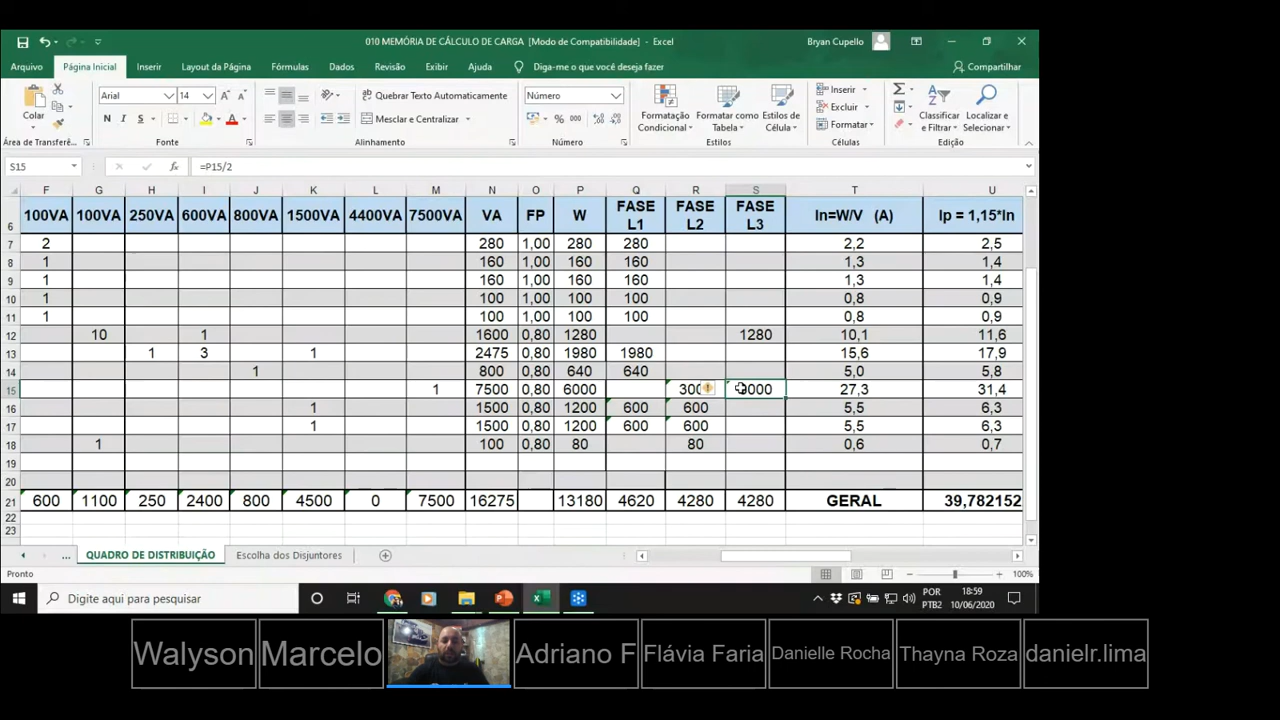 010 MEMÓRIA DE CÁLCULO DE CARGA [Modo de Compatibilidade] - Excel
Bryan Cupello
Arquivo Página Inicial Inserir Layout da Página Fórmulas Dados Revisão Exibir Ajuda Diga-me o que você deseja fazer Compartilhar
Colar
Arial 14
N I S
Quebrar Texto Automaticamente
Mesclar e Centralizar
Número
% 000
Formatação Condicional
Formatar como Tabela
Estilos de Célula
Inserir
Excluir
Formatar
Classificar e Filtrar
Localizar e Selecionar
Área de Transferê... Fonte Alinhamento Número Estilos Células Edição
S15 fx =P15/2
F G H I J K L M N O P Q R S T U
6 100VA 100VA 250VA 600VA 800VA 1500VA 4400VA 7500VA VA FP W FASE L1 FASE L2 FASE L3 In=W/V (A) Ip = 1,15*In
7 2 280 1,00 280 280 2,2 2,5
8 1 160 1,00 160 160 1,3 1,4
9 1 160 1,00 160 160 1,3 1,4
10 1 100 1,00 100 100 0,8 0,9
11 1 100 1,00 100 100 0,8 0,9
12 10 1 1600 0,80 1280 1280 10,1 11,6
13 1 3 1 2475 0,80 1980 1980 15,6 17,9
14 1 800 0,80 640 640 5,0 5,8
15 1 7500 0,80 6000 27,3 31,4
16 1 1500 0,80 1200 600 600 5,5 6,3
17 1 1500 0,80 1200 600 600 5,5 6,3
18 1 100 0,80 80 80 0,6 0,7
19
20
21 600 1100 250 2400 800 4500 0 7500 16275 13180 4620 4280 4280 GERAL 39,782152
22
23
... QUADRO DE DISTRIBUIÇÃO Escolha dos Disjuntores
Pronto 100%
Digite aqui para pesquisar
POR
PTB2
18:59
10/06/2020
Walyson Marcelo Adriano F Flávia Faria Danielle Rocha Thayna Roza danielr.lima